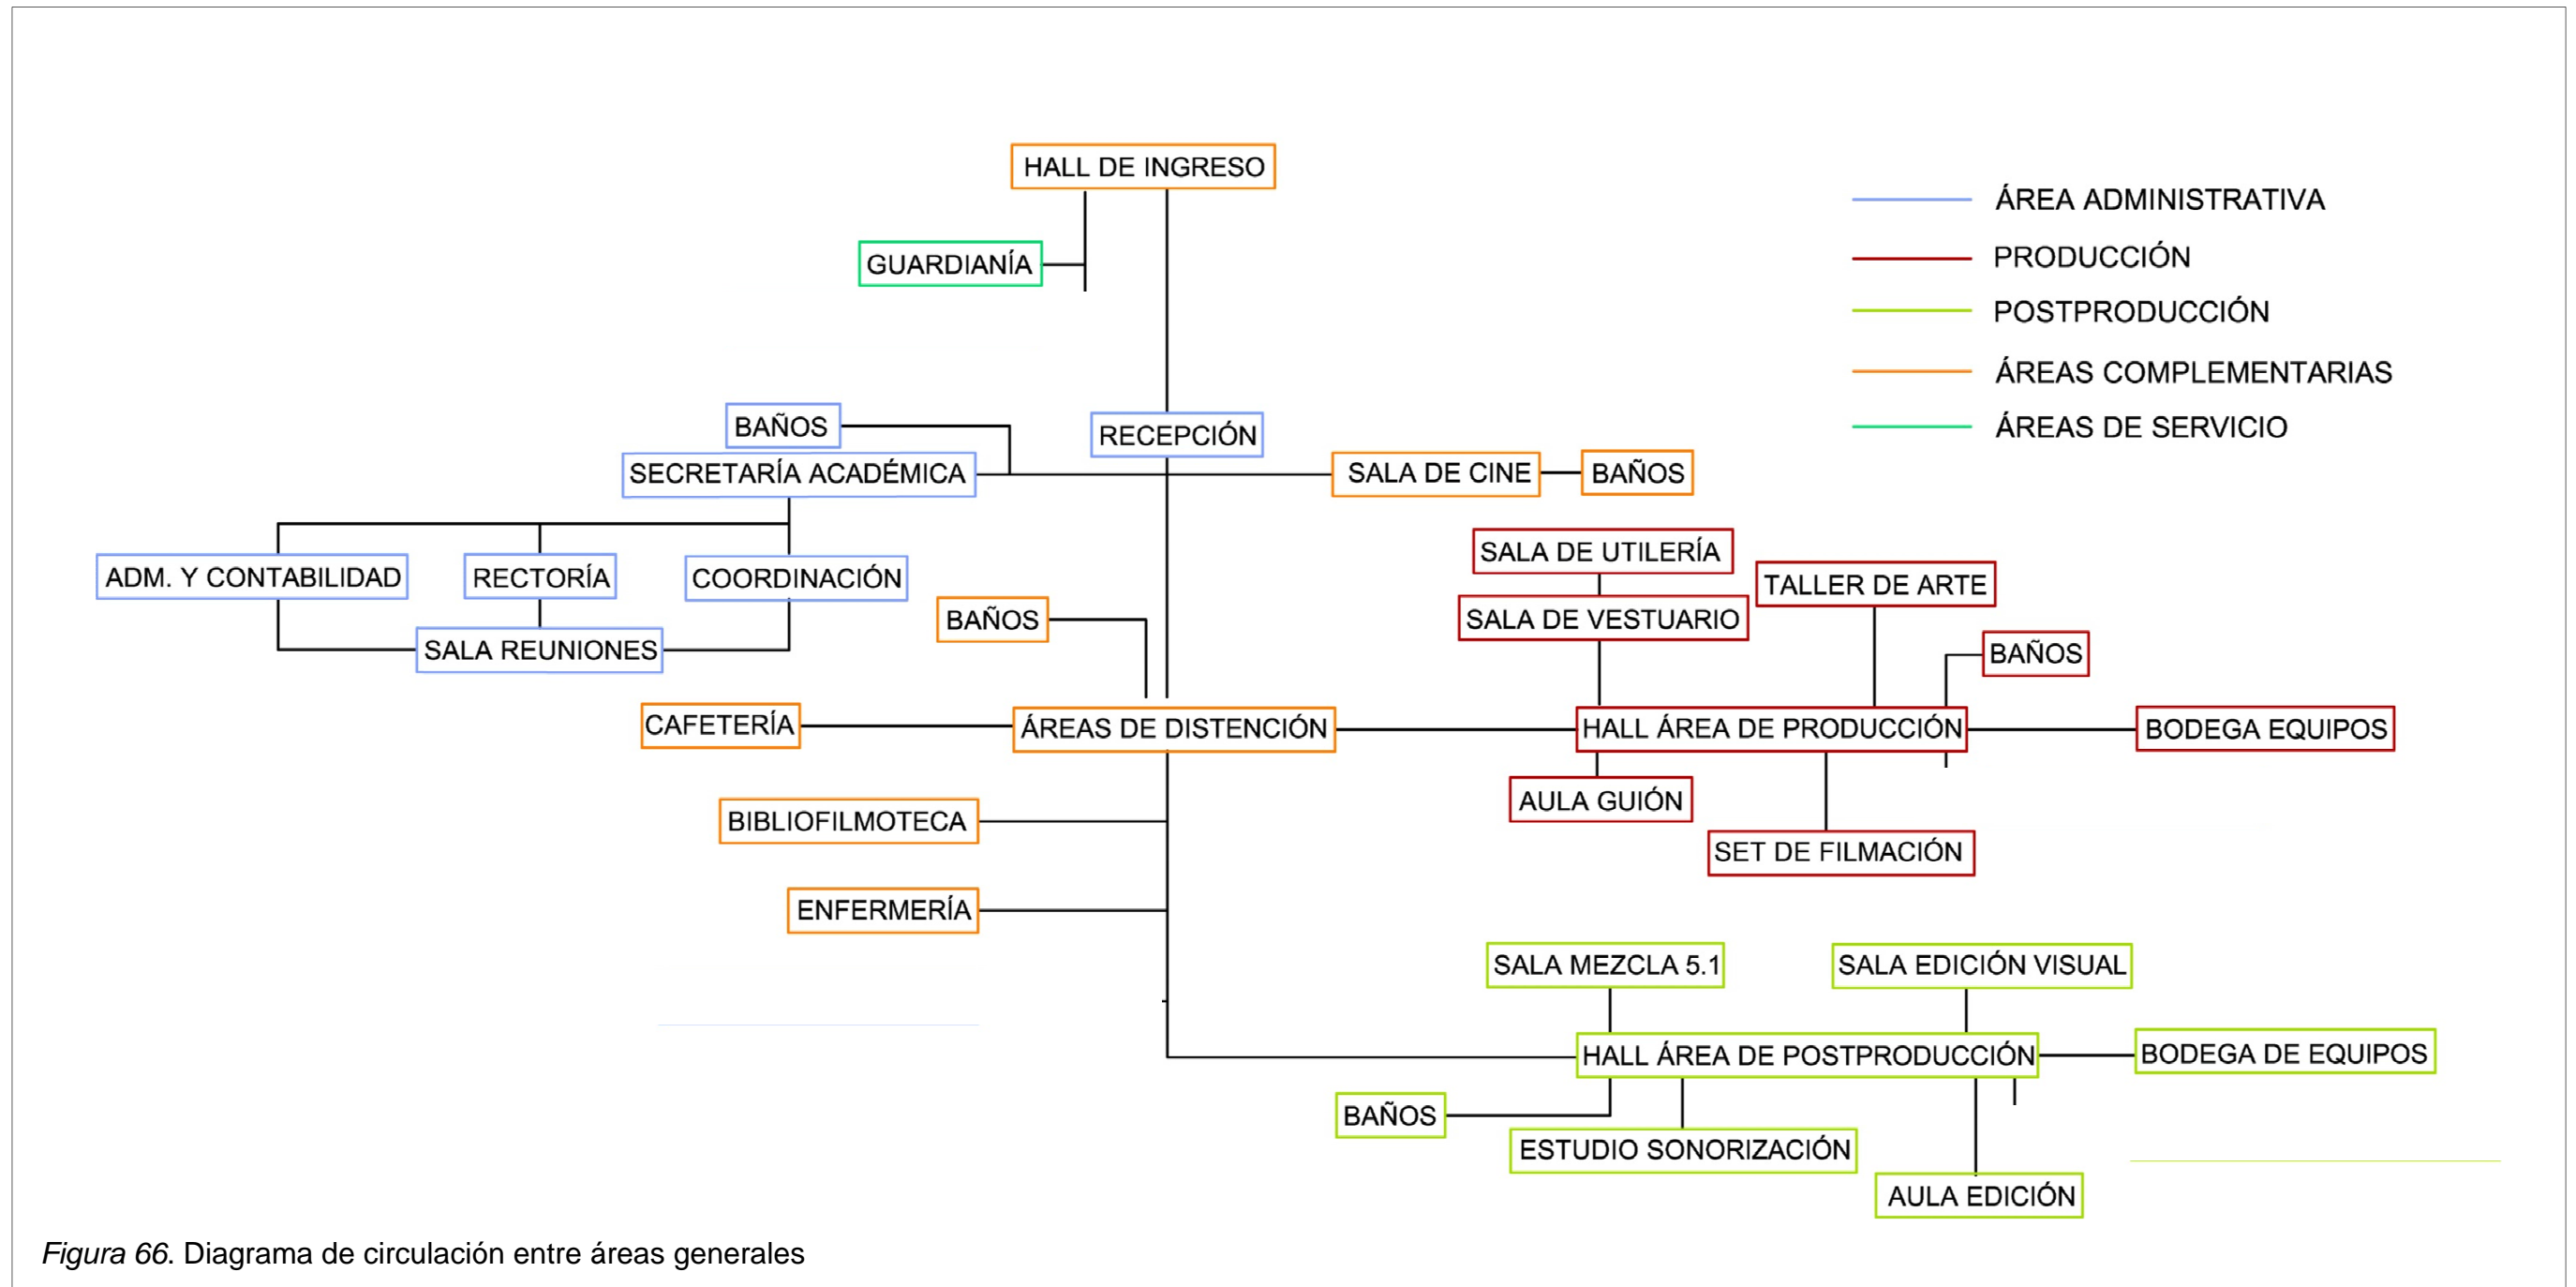 HALL DE INGRESO
GUARDIANÍA
ÁREA ADMINISTRATIVA
PRODUCCIÓN
POSTPRODUCCIÓN
ÁREAS COMPLEMENTARIAS
ÁREAS DE SERVICIO
BAÑOS
RECEPCIÓN
SECRETARÍA ACADÉMICA
SALA DE CINE
BAÑOS
ADM. Y CONTABILIDAD
RECTORÍA
COORDINACIÓN
SALA REUNIONES
BAÑOS
SALA DE UTILERÍA
TALLER DE ARTE
SALA DE VESTUARIO
BAÑOS
CAFETERÍA
ÁREAS DE DISTENCIÓN
HALL ÁREA DE PRODUCCIÓN
BODEGA EQUIPOS
AULA GUIÓN
BIBLIOFILMOTECA
SET DE FILMACIÓN
ENFERMERÍA
SALA MEZCLA 5.1
SALA EDICIÓN VISUAL
HALL ÁREA DE POSTPRODUCCIÓN
BODEGA DE EQUIPOS
BAÑOS
ESTUDIO SONORIZACIÓN
AULA EDICIÓN
Figura 66. Diagrama de circulación entre áreas generales